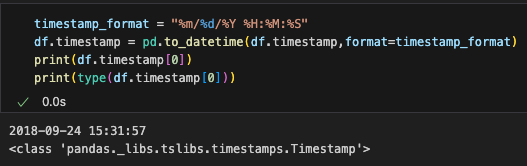 timestamp_format = "%m/%d/%Y %H:%M:%S"
df.timestamp = pd.to_datetime(df.timestamp,format=timestamp_format)
print(df.timestamp[0])
print(type(df.timestamp[0]))
✓ 0.0s
2018-09-24 15:31:57
<class 'pandas._libs.tslibs.timestamps.Timestamp'>